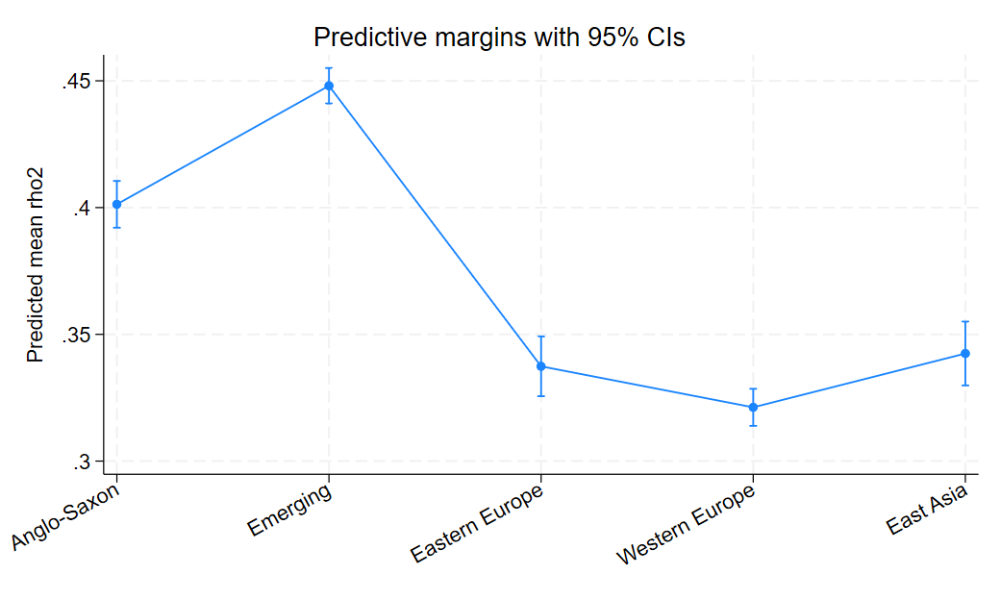 Predictive margins with 95% CIs
Predicted mean rho2
.45
.4
.35
.3
Anglo-Saxon
Emerging
Eastern Europe
Western Europe
East Asia